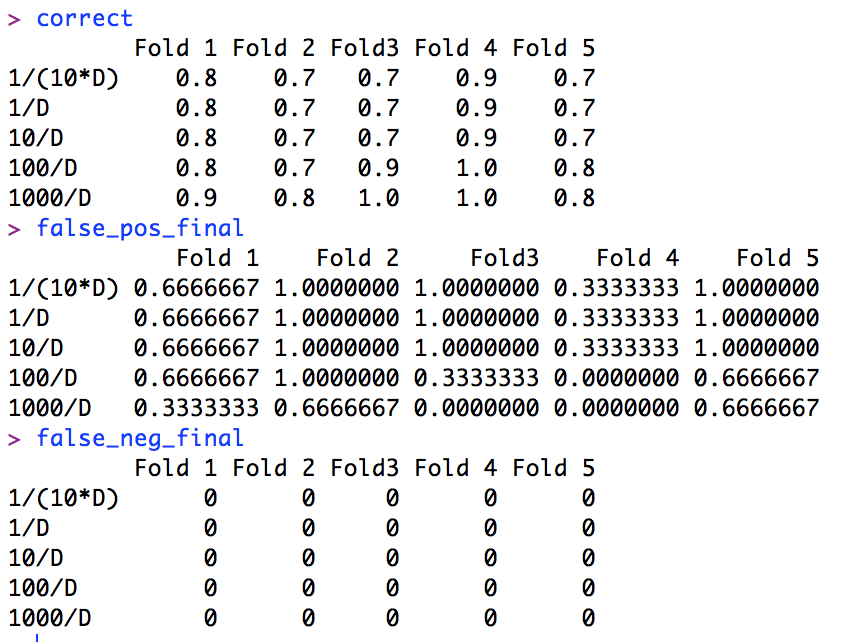 > correct
Fold 1 Fold 2 Fold3 Fold 4 Fold 5
1/(10*D) 0.8 0.7 0.7 0.9 0.7
1/D 0.8 0.7 0.7 0.9 0.7
10/D 0.8 0.7 0.7 0.9 0.7
100/D 0.8 0.7 0.9 1.0 0.8
1000/D 0.9 0.8 1.0 1.0 0.8
> false_pos_final
Fold 1 Fold 2 Fold3 Fold 4 Fold 5
1/(10*D) 0.6666667 1.0000000 1.0000000 0.3333333 1.0000000
1/D 0.6666667 1.0000000 1.0000000 0.3333333 1.0000000
10/D 0.6666667 1.0000000 1.0000000 0.3333333 1.0000000
100/D 0.6666667 1.0000000 0.3333333 0.0000000 0.6666667
1000/D 0.3333333 0.6666667 0.0000000 0.0000000 0.6666667
> false_neg_final
Fold 1 Fold 2 Fold3 Fold 4 Fold 5
1/(10*D) 0 0 0 0 0
1/D 0 0 0 0 0
10/D 0 0 0 0 0
100/D 0 0 0 0 0
1000/D 0 0 0 0 0